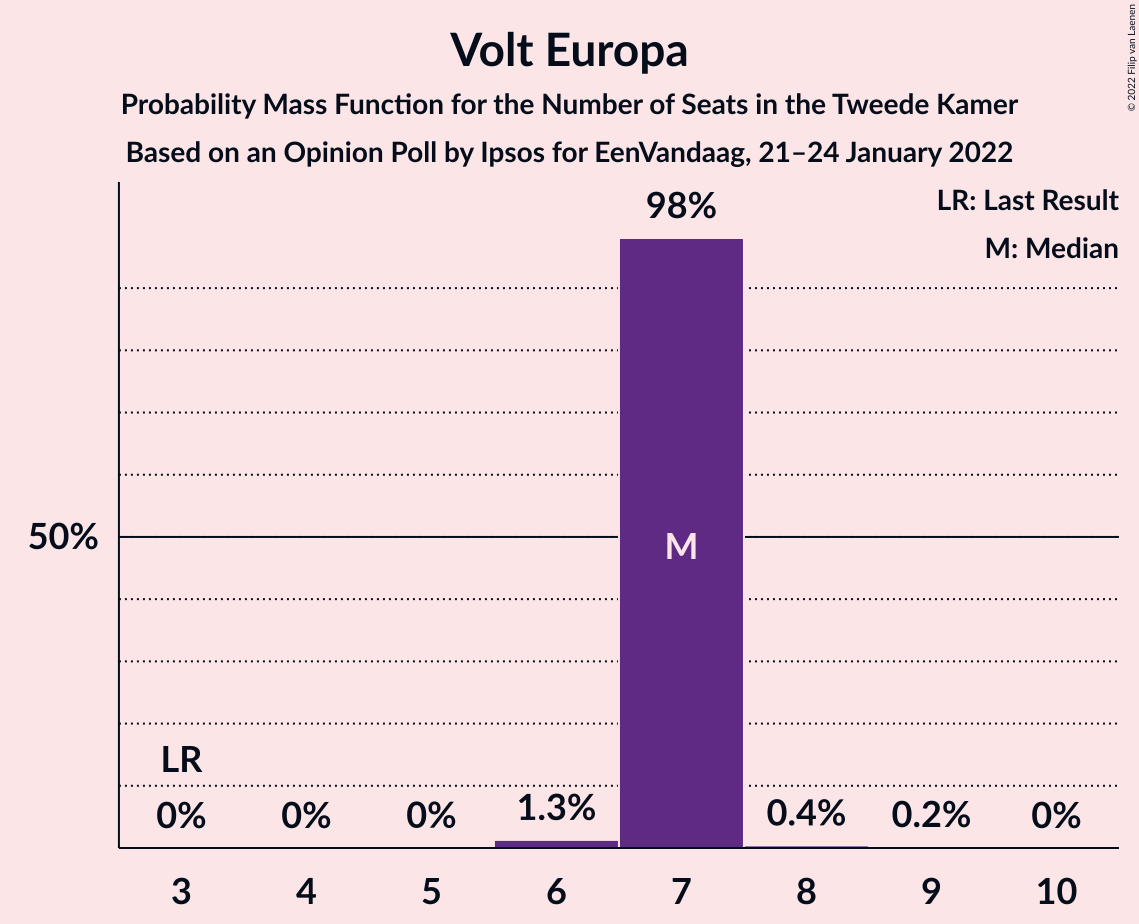 Volt Europa
Probability Mass Function for the Number of Seats in the Tweede Kamer
Based on an Opinion Poll by Ipsos for EenVandaag, 21–24 January 2022
© 2022 Filip van Laenen
LR: Last Result
M: Median
98%
50%
M
LR
0%
0%
0%
1.3%
0.4%
0.2%
0%
3
4
5
6
7
8
9
10